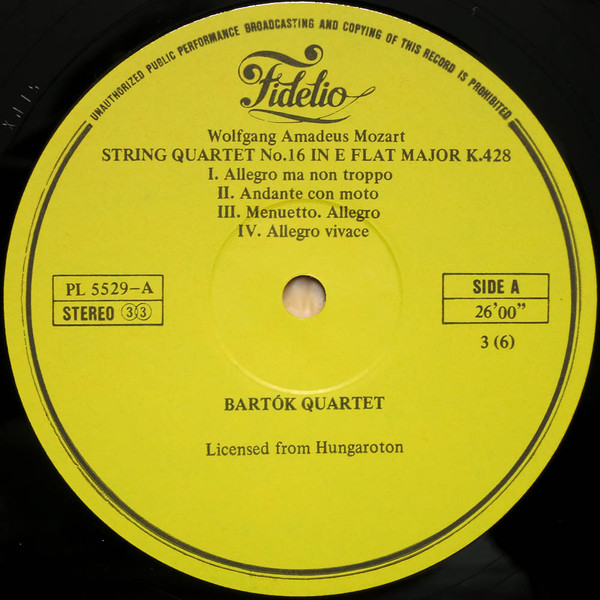 UNAUTHORIZED PUBLIC PERFORMANCE BROADCASTING AND COPYING OF THIS RECORD IS PROHIBITED
Fidelio
Wolfgang Amadeus Mozart
STRING QUARTET No.16 IN E FLAT MAJOR K.428
I. Allegro ma non troppo
II. Andante con moto
III. Menuetto. Allegro
IV. Allegro vivace
PL 5529-A
STEREO 33
SIDE A
26'00"
3 (6)
BARTÓK QUARTET
Licensed from Hungaroton